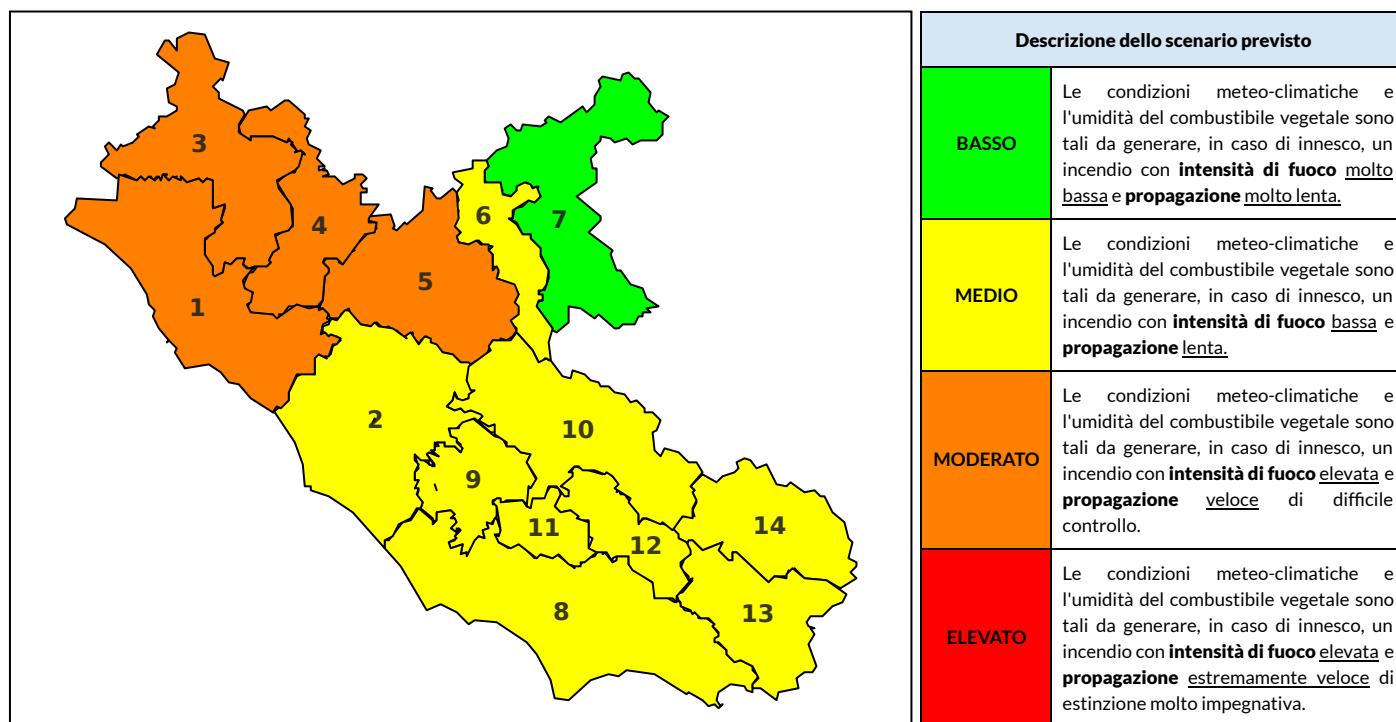 3
4
6
7
5
1
2
10
9
11
12
14
8
13
Descrizione dello scenario previsto
BASSO
Le condizioni meteo-climatiche e
l'umidità del combustibile vegetale sono
tali da generare, in caso di innesco, un
incendio con intensità di fuoco molto
bassa e propagazione molto lenta.
MEDIO
Le condizioni meteo-climatiche e
l'umidità del combustibile vegetale sono
tali da generare, in caso di innesco, un
incendio con intensità di fuoco bassa e
propagazione lenta.
MODERATO
Le condizioni meteo-climatiche e
l'umidità del combustibile vegetale sono
tali da generare, in caso di innesco, un
incendio con intensità di fuoco elevata e
propagazione veloce di difficile
controllo.
ELEVATO
Le condizioni meteo-climatiche e
l'umidità del combustibile vegetale sono
tali da generare, in caso di innesco, un
incendio con intensità di fuoco elevata e
propagazione estremamente veloce di
estinzione molto impegnativa.